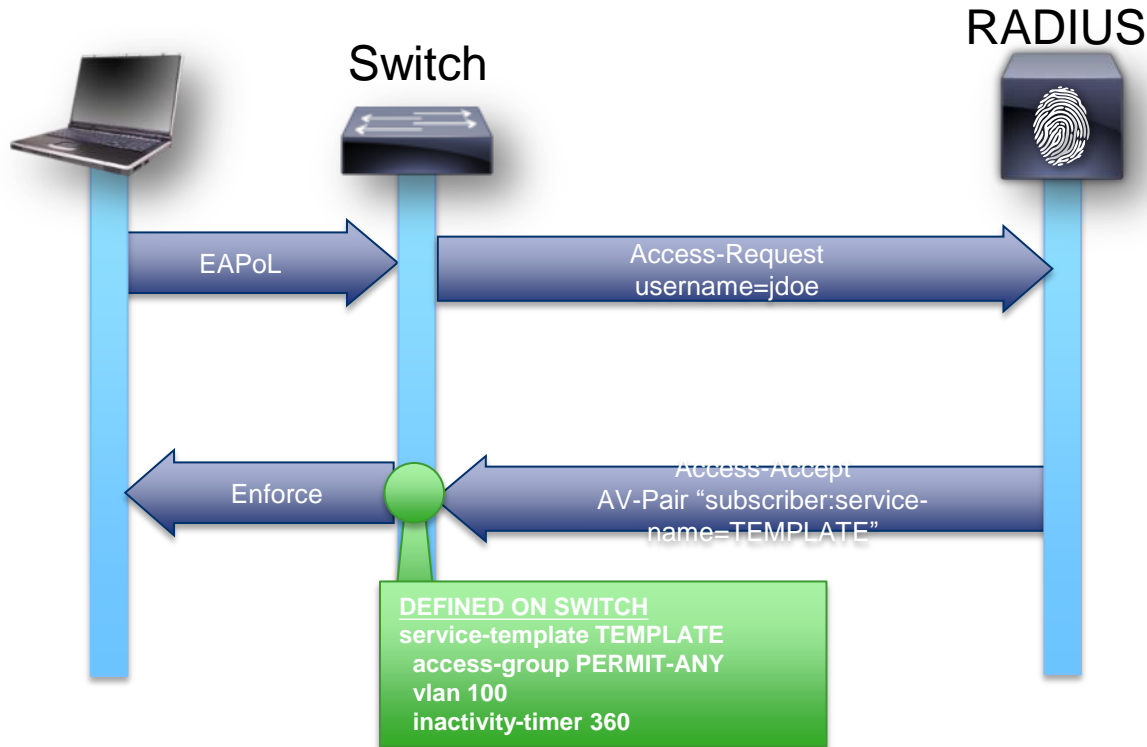 RADIUS
Switch
EAPoL
Access-Request
username=jdoe
Enforce
Access-Accept
AV-Pair “subscriber:service-
name=TEMPLATE”
DEFINED ON SWITCH
service-template TEMPLATE
access-group PERMIT-ANY
vlan 100
inactivity-timer 360